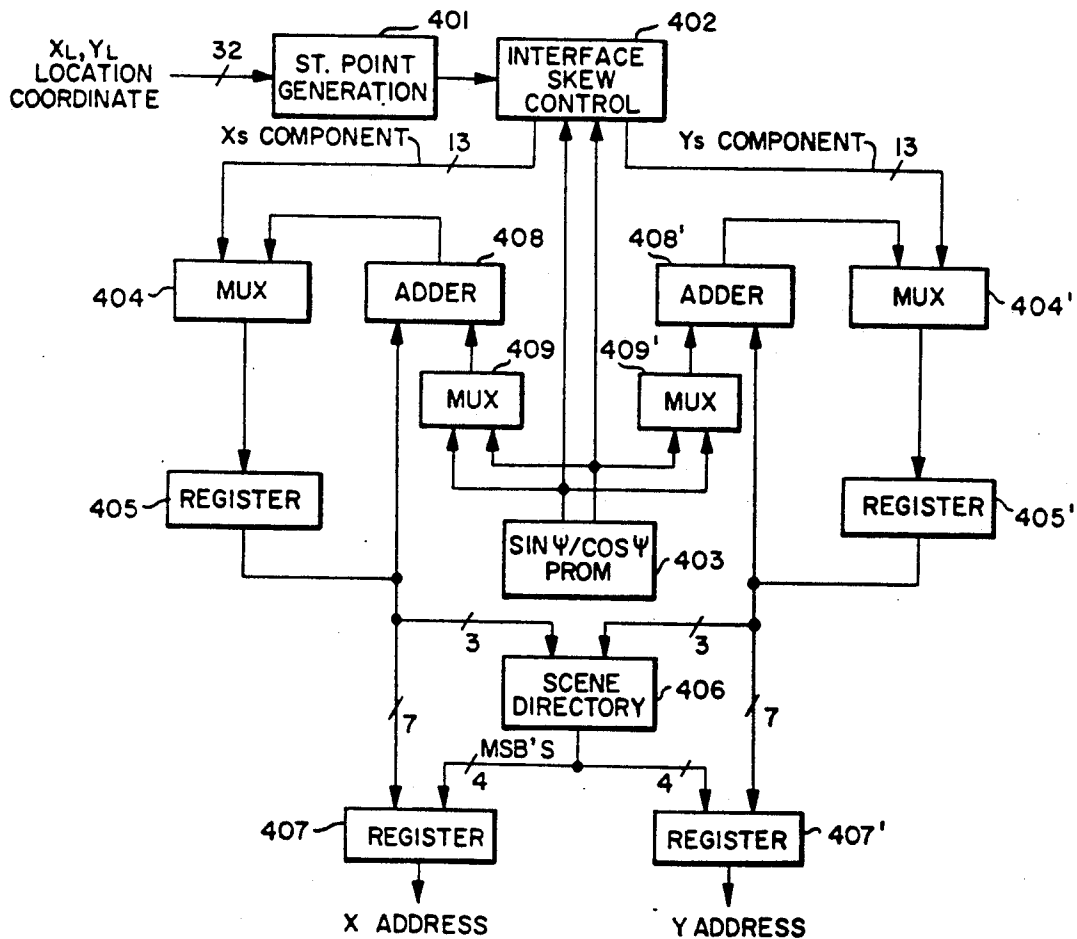 401
402
XL, YL
LOCATION
COORDINATE
32
ST. POINT
GENERATION
INTERFACE
SKEW
CONTROL
Xs COMPONENT
13
Ys COMPONENT
13
408
408'
404
MUX
ADDER
ADDER
MUX
404'
409
409'
MUX
MUX
405
REGISTER
REGISTER
405'
SIN Ψ/COS Ψ
PROM
403
3
3
SCENE
DIRECTORY
406
7
7
MSB'S
4
4
407
REGISTER
REGISTER
407'
X ADDRESS
Y ADDRESS